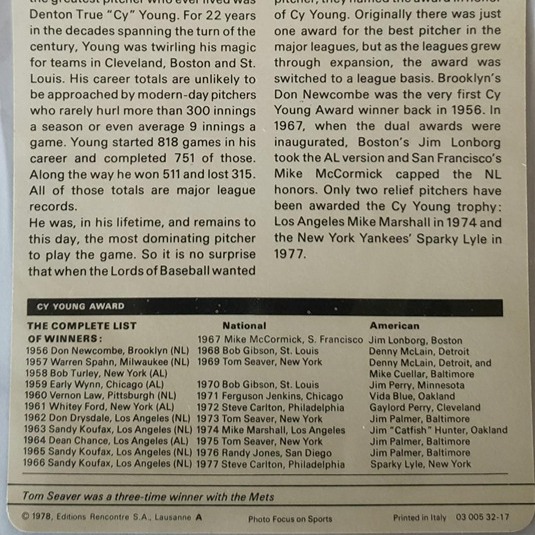 the greatest pitcher who ever lived was
Denton True "Cy" Young. For 22 years
in the decades spanning the turn of the
century, Young was twirling his magic
for teams in Cleveland, Boston and St.
Louis. His career totals are unlikely to
be approached by modern-day pitchers
who rarely hurl more than 300 innings
a season or even average 9 innings a
game. Young started 818 games in his
career and completed 751 of those.
Along the way he won 511 and lost 315.
All of those totals are major league
records.
He was, in his lifetime, and remains to
this day, the most dominating pitcher
to play the game. So it is no surprise
that when the Lords of Baseball wanted
pitcher, they named the award in honor
of Cy Young. Originally there was just
one award for the best pitcher in the
major leagues, but as the leagues grew
through expansion, the award was
switched to a league basis. Brooklyn's
Don Newcombe was the very first Cy
Young Award winner back in 1956. In
1967, when the dual awards were
inaugurated, Boston's Jim Lonborg
took the AL version and San Francisco's
Mike McCormick capped the NL
honors. Only two relief pitchers have
been awarded the Cy Young trophy:
Los Angeles Mike Marshall in 1974 and
the New York Yankees' Sparky Lyle in
1977.
CY YOUNG AWARD
THE COMPLETE LIST
OF WINNERS:
1956 Don Newcombe, Brooklyn (NL)
1957 Warren Spahn, Milwaukee (NL)
1958 Bob Turley, New York (AL)
1959 Early Wynn, Chicago (AL)
1960 Vernon Law, Pittsburgh (NL)
1961 Whitey Ford, New York (AL)
1962 Don Drysdale, Los Angeles (NL)
1963 Sandy Koufax, Los Angeles (NL)
1964 Dean Chance, Los Angeles (AL)
1965 Sandy Koufax, Los Angeles (NL)
1966 Sandy Koufax, Los Angeles (NL)
National
1967 Mike McCormick, S. Francisco
1968 Bob Gibson, St. Louis
1969 Tom Seaver, New York
1970 Bob Gibson, St. Louis
1971 Ferguson Jenkins, Chicago
1972 Steve Carlton, Philadelphia
1973 Tom Seaver, New York
1974 Mike Marshall, Los Angeles
1975 Tom Seaver, New York
1976 Randy Jones, San Diego
1977 Steve Carlton, Philadelphia
American
Jim Lonborg, Boston
Denny McLain, Detroit
Denny McLain, Detroit, and
Mike Cuellar, Baltimore
Jim Perry, Minnesota
Vida Blue, Oakland
Gaylord Perry, Cleveland
Jim Palmer, Baltimore
Jim "Catfish" Hunter, Oakland
Jim Palmer, Baltimore
Jim Palmer, Baltimore
Sparky Lyle, New York
Tom Seaver was a three-time winner with the Mets
© 1978, Editions Rencontre S.A., Lausanne A
Photo Focus on Sports
Printed in Italy 03 005 32-17